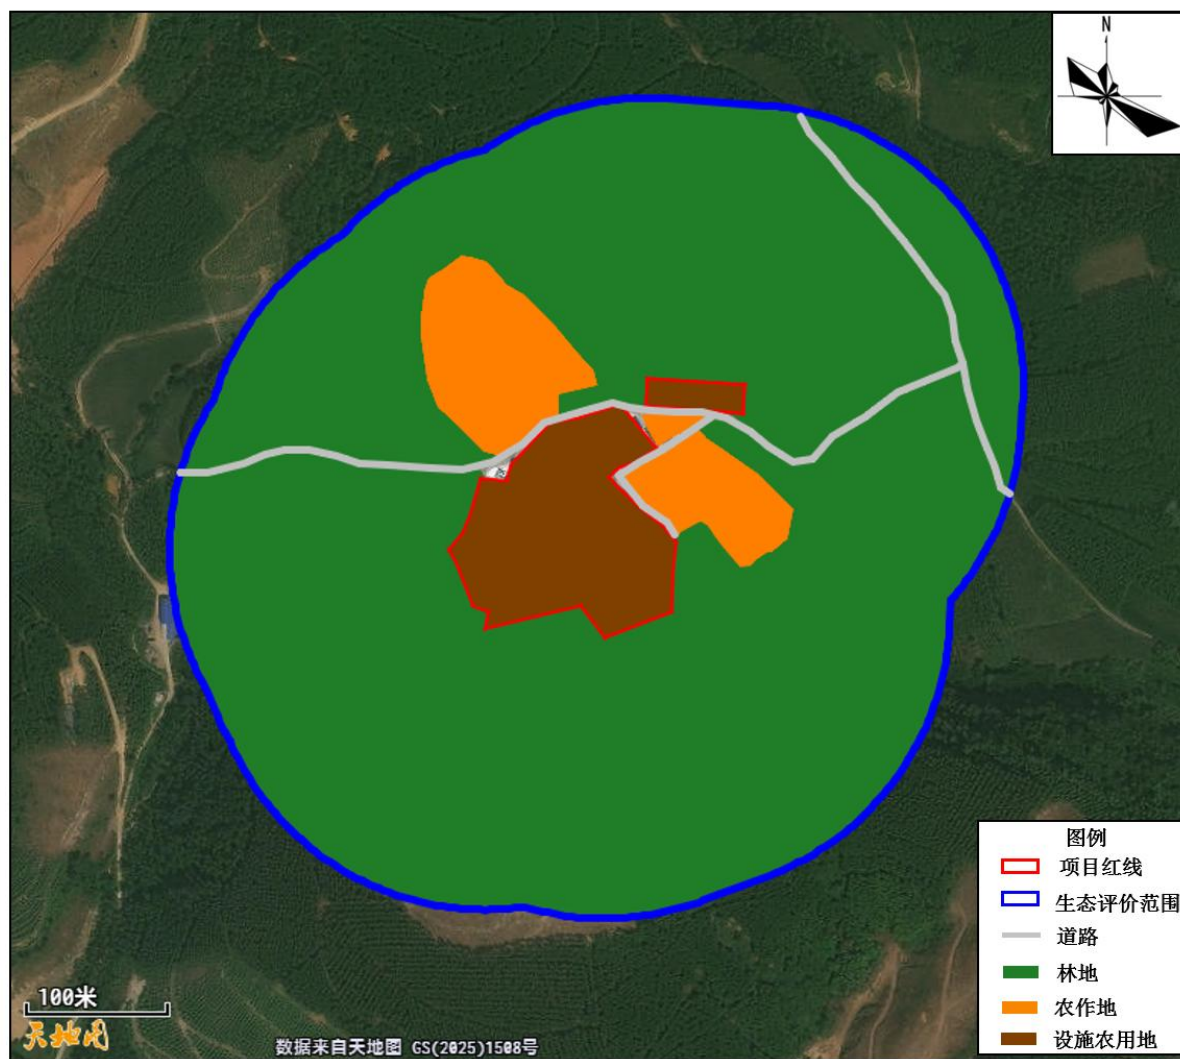 N
图例
项目红线
生态评价范围
道路
林地
农作地
设施农用地
100米
天地图
数据来自天地图 GS(2025)1508号